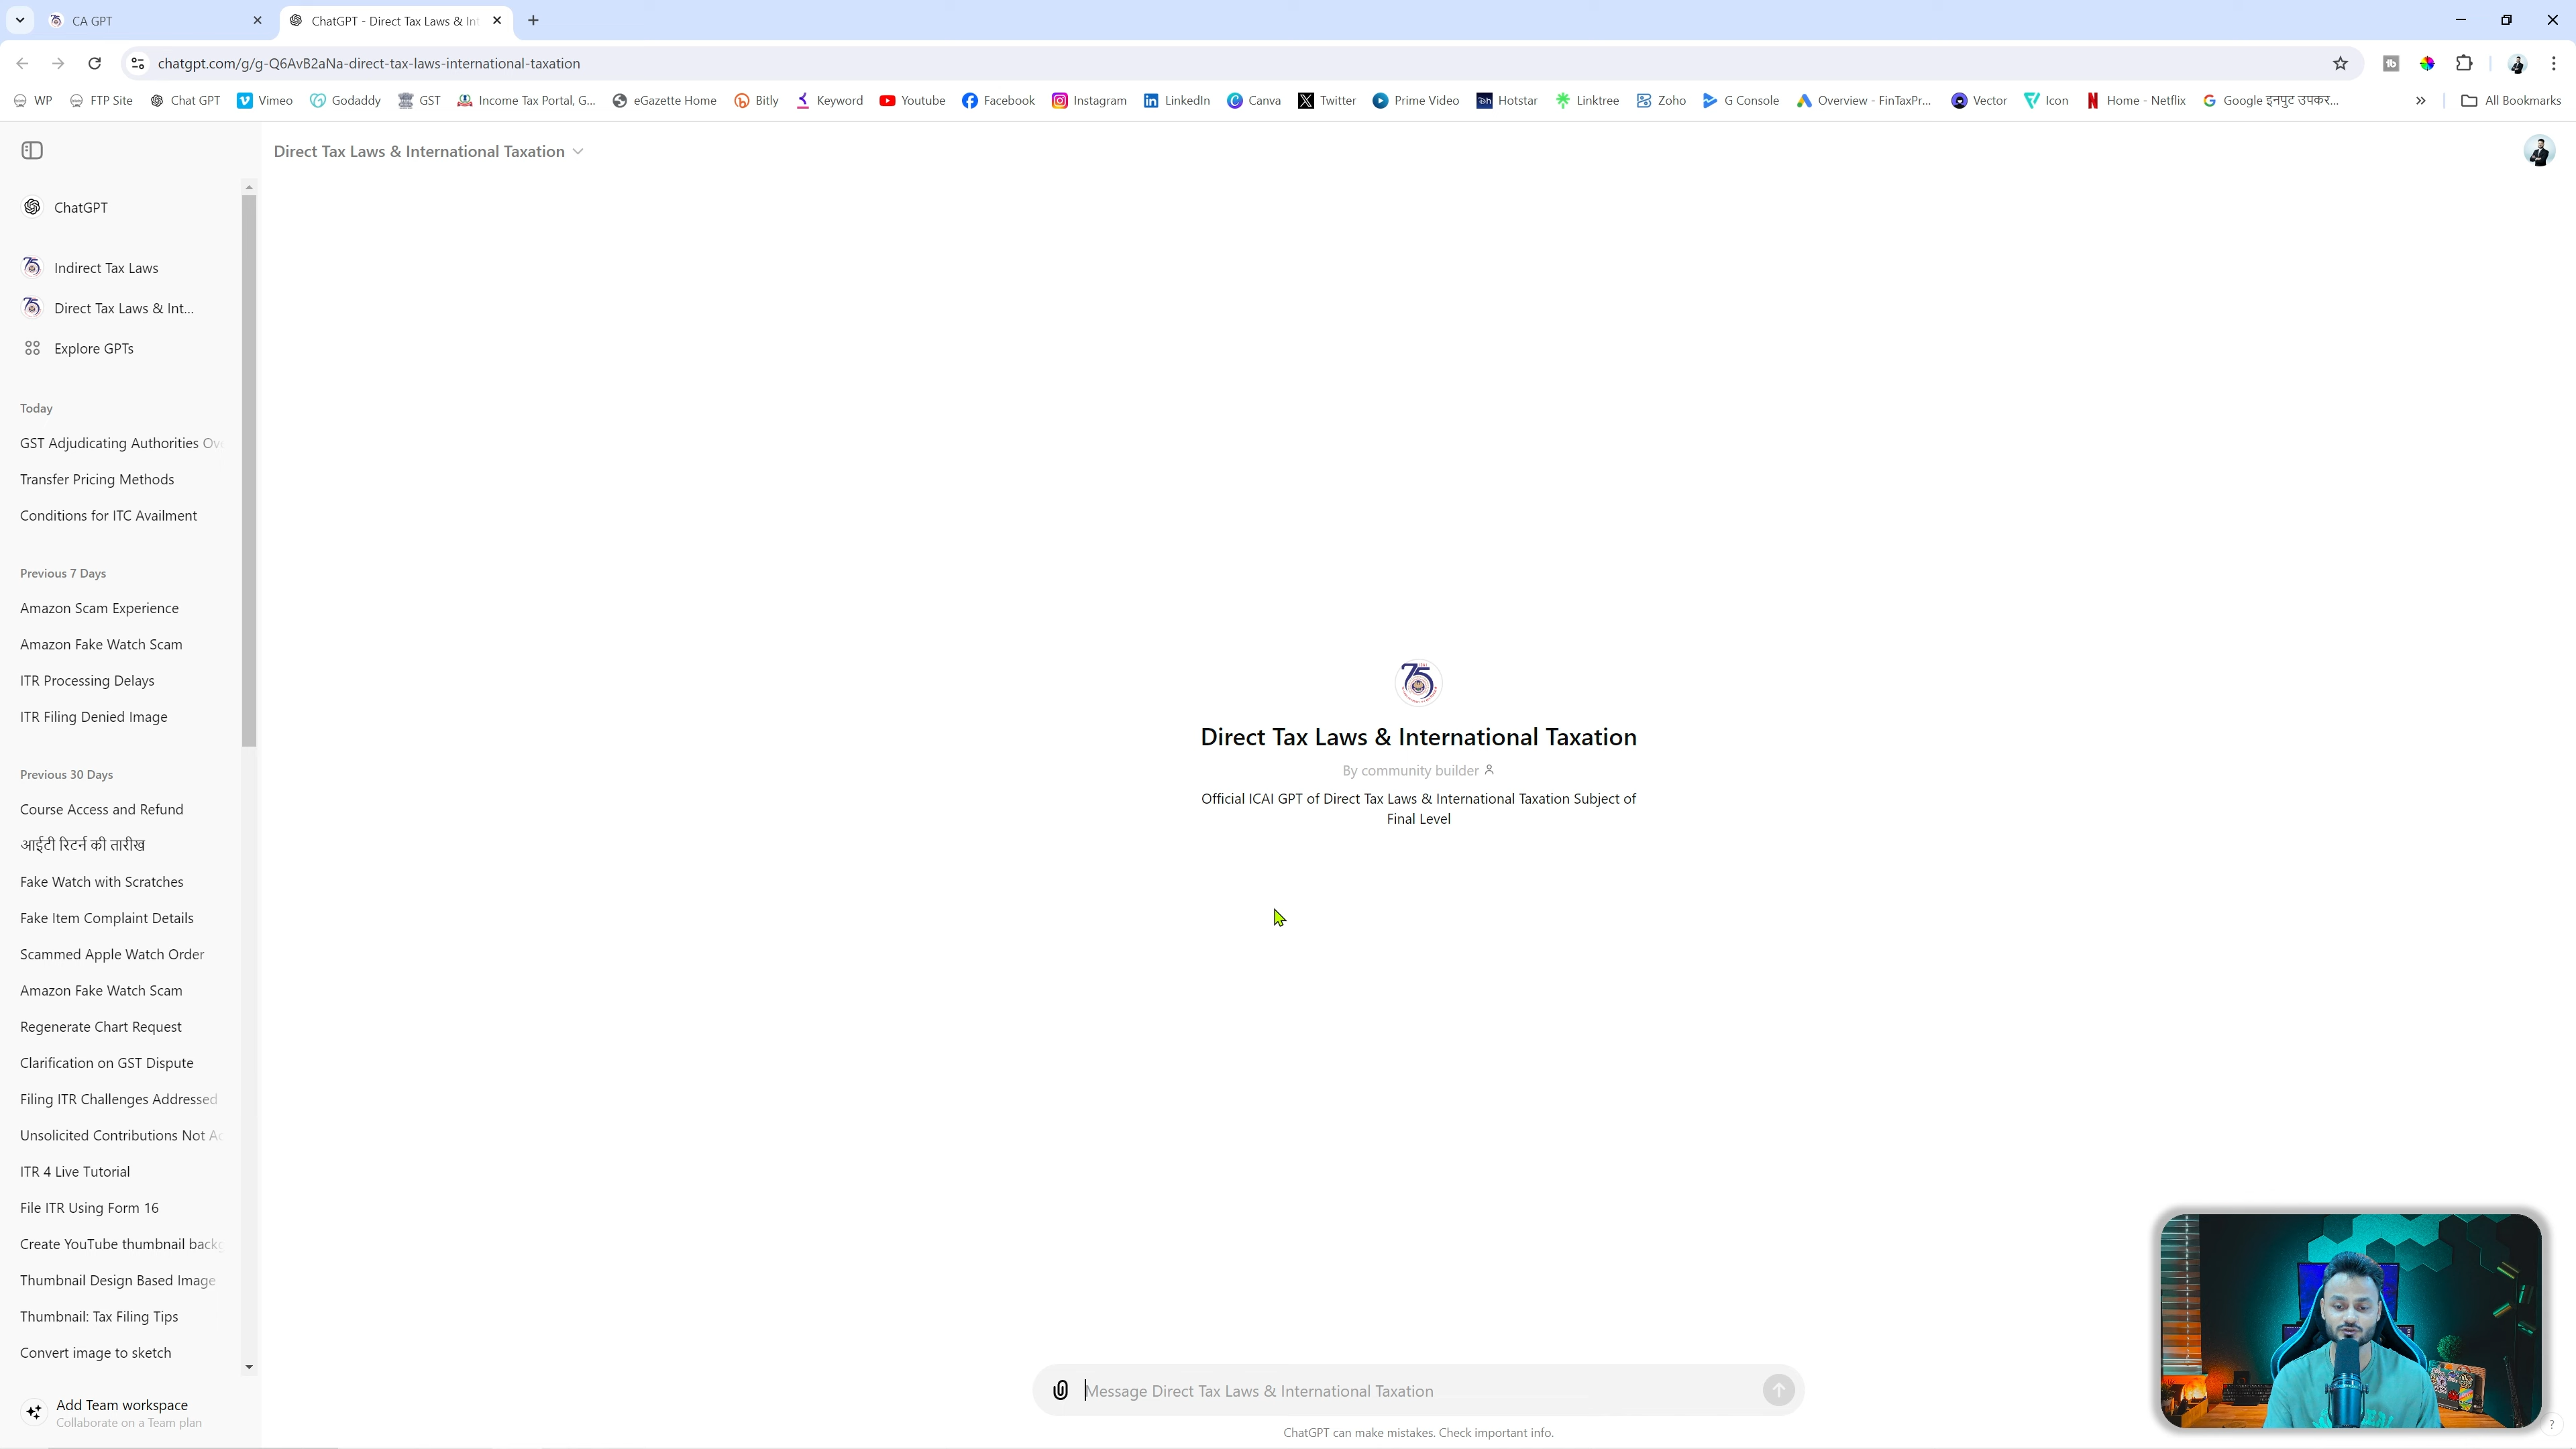 CA GPT
ChatGPT - Direct Tax Laws & Int
chatgpt.com/g/g-Q6AvB2aNa-direct-tax-laws-international-taxation
WP FTP Site Chat GPT Vimeo Godaddy GST Income Tax Portal, G... eGazette Home Bitly Keyword Youtube Facebook Instagram LinkedIn Canva Twitter Prime Video Hotstar Linktree Zoho G Console Overview - FinTaxPr... Vector Icon Home - Netflix Google इनपुट उपकर... » All Bookmarks
Direct Tax Laws & International Taxation
ChatGPT
Indirect Tax Laws
Direct Tax Laws & Int...
Explore GPTs
Today
GST Adjudicating Authorities Ov
Transfer Pricing Methods
Conditions for ITC Availment
Previous 7 Days
Amazon Scam Experience
Amazon Fake Watch Scam
ITR Processing Delays
ITR Filing Denied Image
Previous 30 Days
Course Access and Refund
आईटी रिटर्न की तारीख
Fake Watch with Scratches
Fake Item Complaint Details
Scammed Apple Watch Order
Amazon Fake Watch Scam
Regenerate Chart Request
Clarification on GST Dispute
Filing ITR Challenges Addressed
Unsolicited Contributions Not Ac
ITR 4 Live Tutorial
File ITR Using Form 16
Create YouTube thumbnail backg
Thumbnail Design Based Image
Thumbnail: Tax Filing Tips
Convert image to sketch
Add Team workspace
Collaborate on a Team plan
75
Direct Tax Laws & International Taxation
By community builder
Official ICAI GPT of Direct Tax Laws & International Taxation Subject of
Final Level
Message Direct Tax Laws & International Taxation
ChatGPT can make mistakes. Check important info.
?